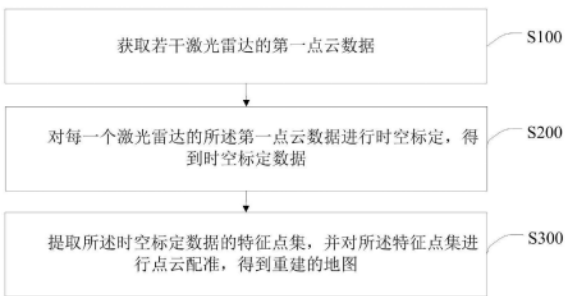 获取若干激光雷达的第一点云数据
S100
对每一个激光雷达的所述第一点云数据进行时空标定，得
到时空标定数据
S200
提取所述时空标定数据的特征点集，并对所述特征点集进
行点云配准，得到重建的地图
S300